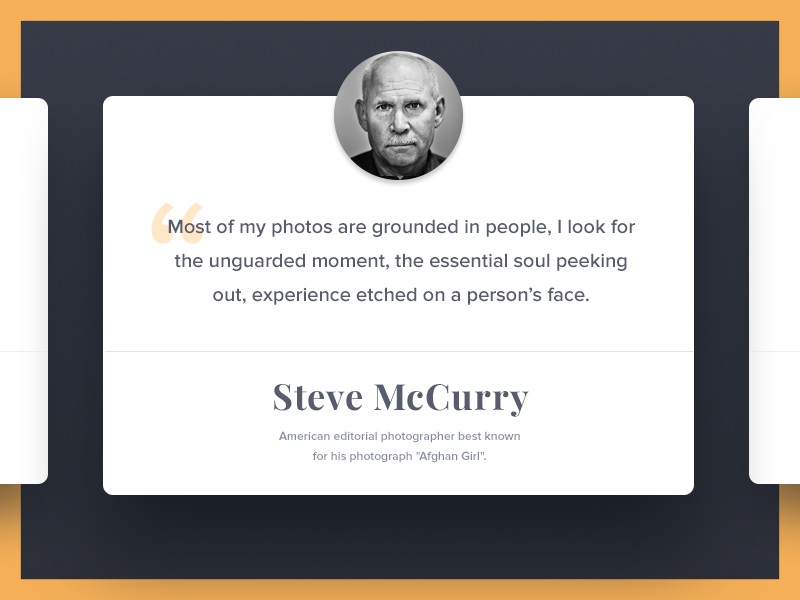 “
Most of my photos are grounded in people, I look for
the unguarded moment, the essential soul peeking
out, experience etched on a person’s face.
Steve McCurry
American editorial photographer best known
for his photograph "Afghan Girl".